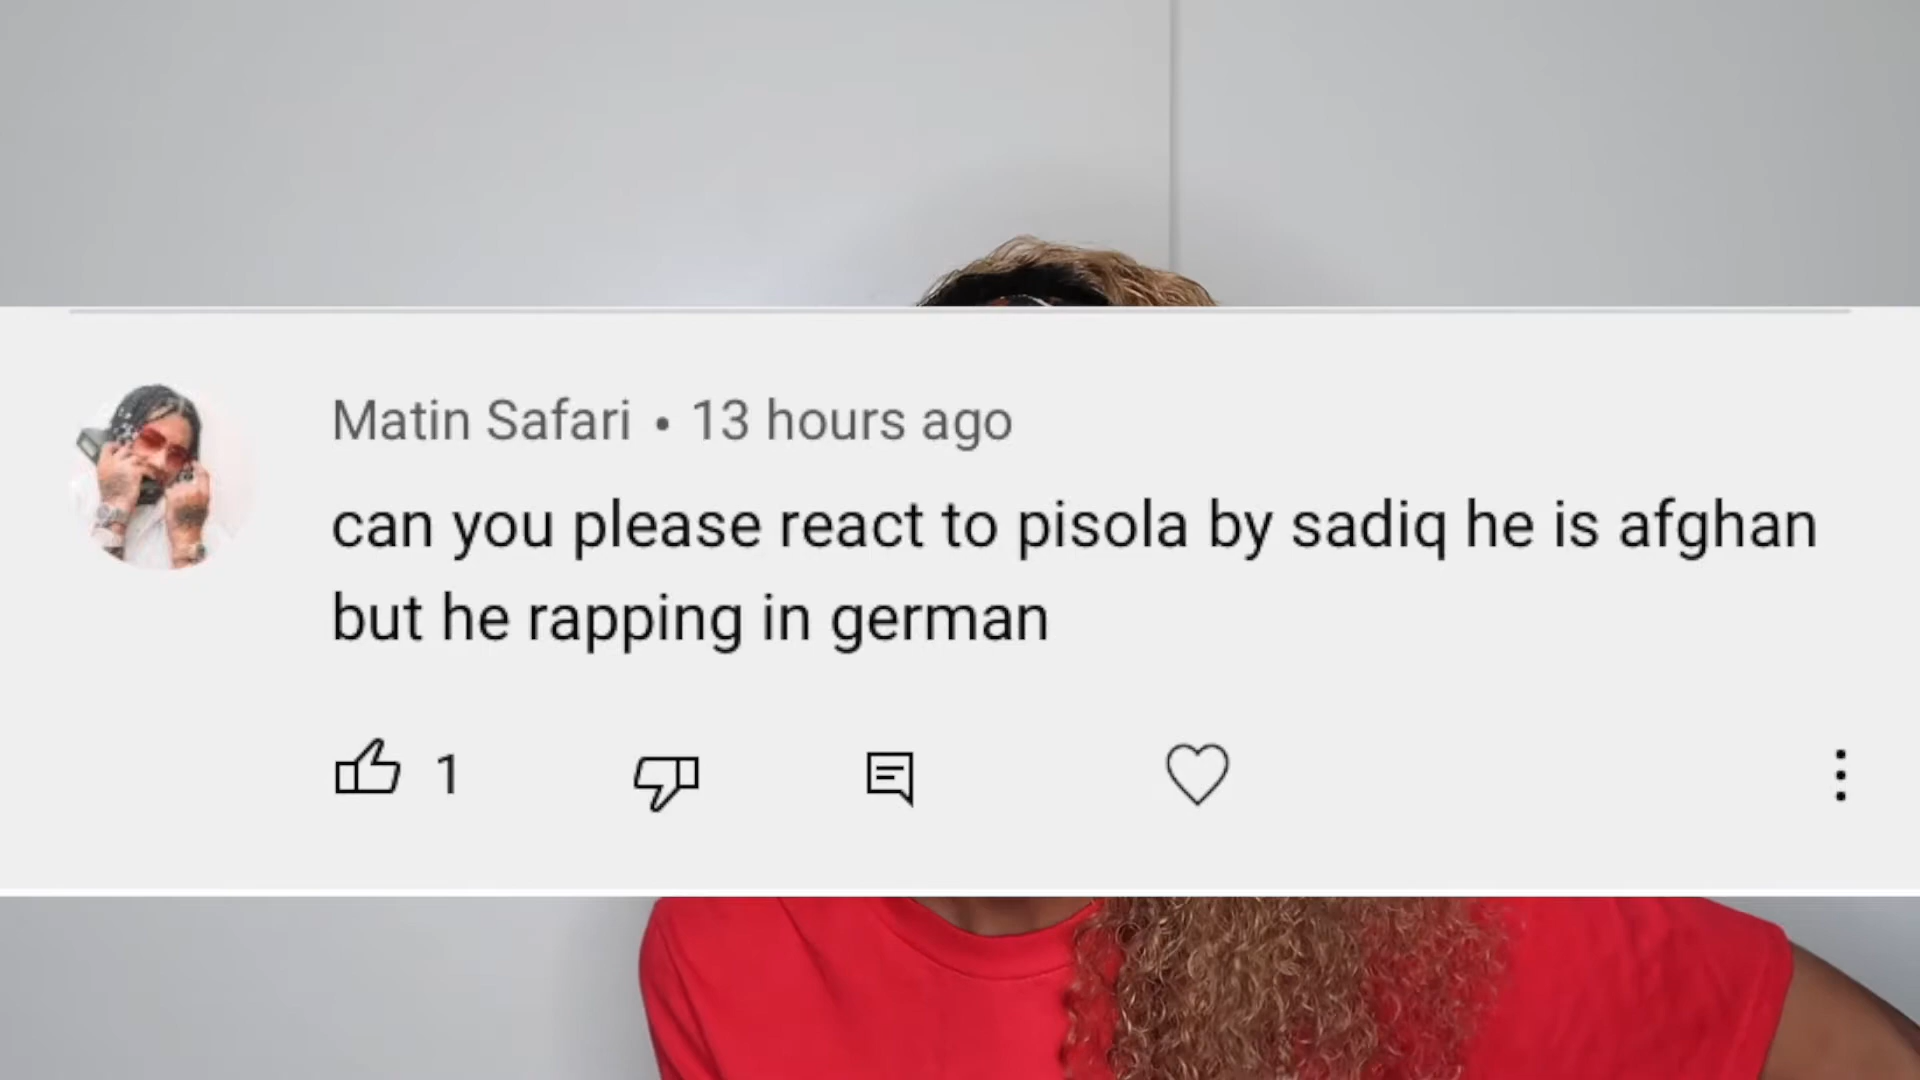 Matin Safari • 13 hours ago
can you please react to pisola by sadiq he is afghan
but he rapping in german
1